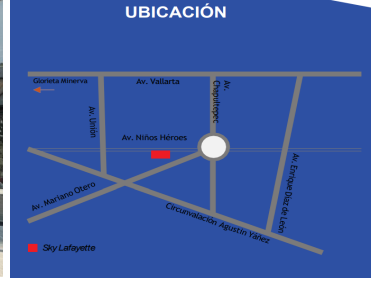 UBICACIÓN
Glorieta Minerva
Av. Vallarta
Av. Chapultepec
Av. Unión
Av. Niños Héroes
Av. Mariano Otero
Av. Enrique Díaz de León
Circunvalación Agustín Yáñez
Sky Lafayette